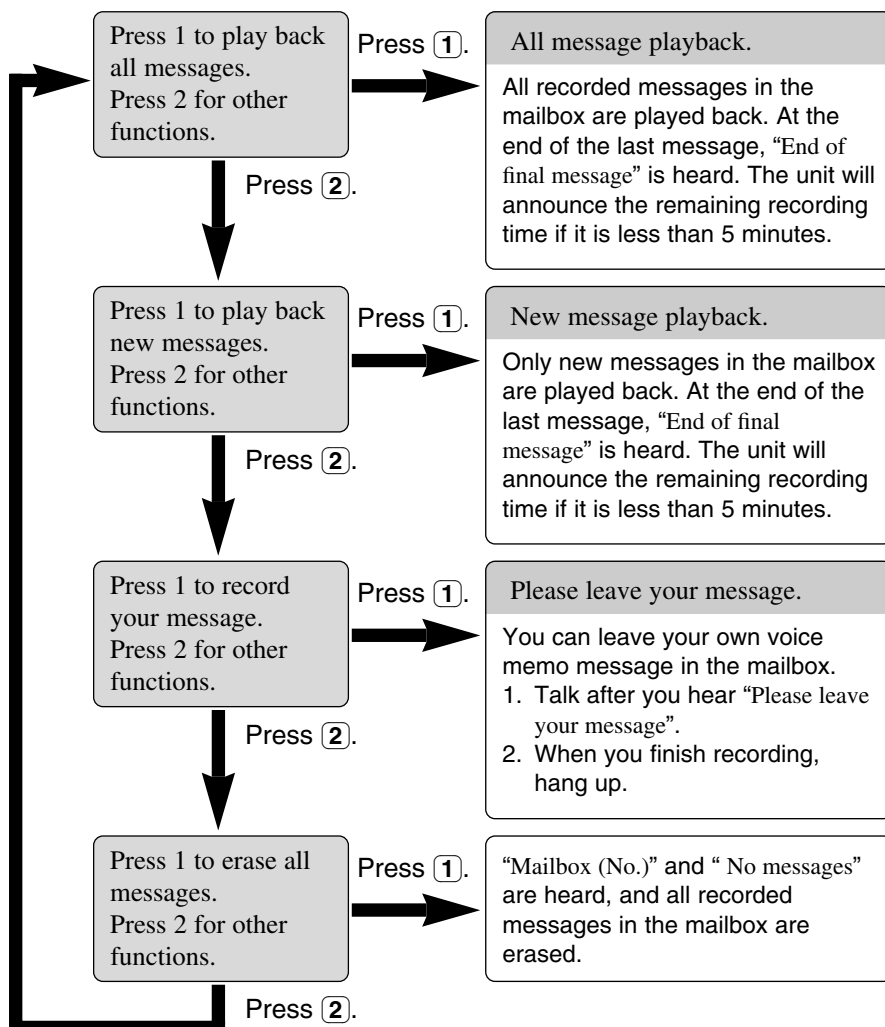 Press 1 to play back
all messages.
Press 2 for other
functions.
Press 1.
All message playback.
All recorded messages in the
mailbox are played back. At the
end of the last message, “End of
final message” is heard. The unit will
announce the remaining recording
time if it is less than 5 minutes.
Press 2.
Press 1 to play back
new messages.
Press 2 for other
functions.
Press 1.
New message playback.
Only new messages in the mailbox
are played back. At the end of the
last message, “End of final
message” is heard. The unit will
announce the remaining recording
time if it is less than 5 minutes.
Press 2.
Press 1 to record
your message.
Press 2 for other
functions.
Press 1.
Please leave your message.
You can leave your own voice
memo message in the mailbox.
1. Talk after you hear “Please leave
your message”.
2. When you finish recording,
hang up.
Press 2.
Press 1 to erase all
messages.
Press 2 for other
functions.
Press 1.
“Mailbox (No.)” and “ No messages”
are heard, and all recorded
messages in the mailbox are
erased.
Press 2.